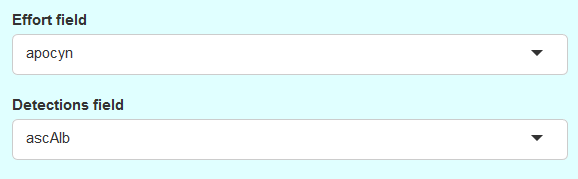 Effort field
apocyn
Detections field
ascAlb